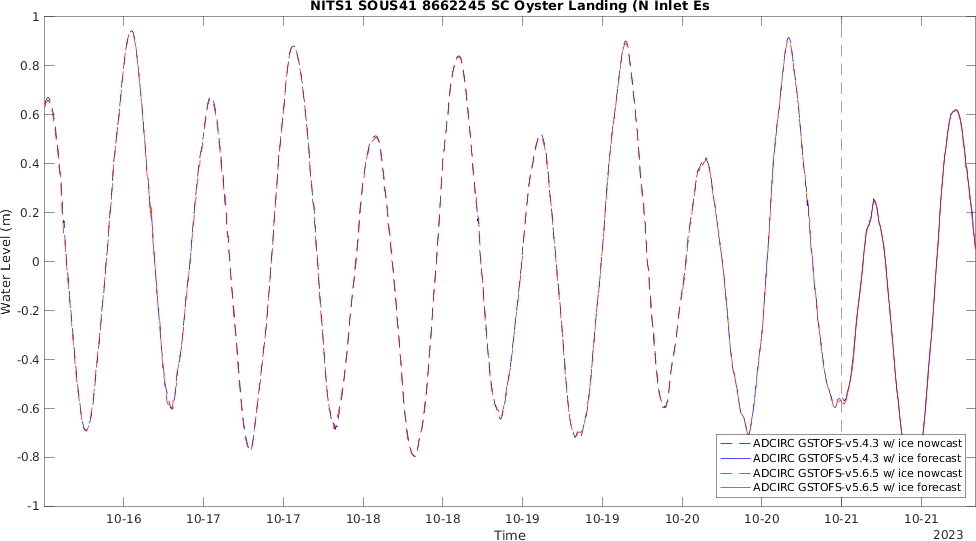 NITS1 SOUS41 8662245 SC Oyster Landing (N Inlet Es
1
0.8
0.6
0.4
0.2
0
-0.2
-0.4
-0.6
-0.8
-1
Water Level (m)
ADCIRC GSTOFS-v5.4.3 w/ ice nowcast
ADCIRC GSTOFS-v5.4.3 w/ ice forecast
ADCIRC GSTOFS-v5.6.5 w/ ice nowcast
ADCIRC GSTOFS-v5.6.5 w/ ice forecast
10-16 10-17 10-17 10-18 10-18 10-19 10-19 10-20 10-20 10-21 10-21
Time
2023